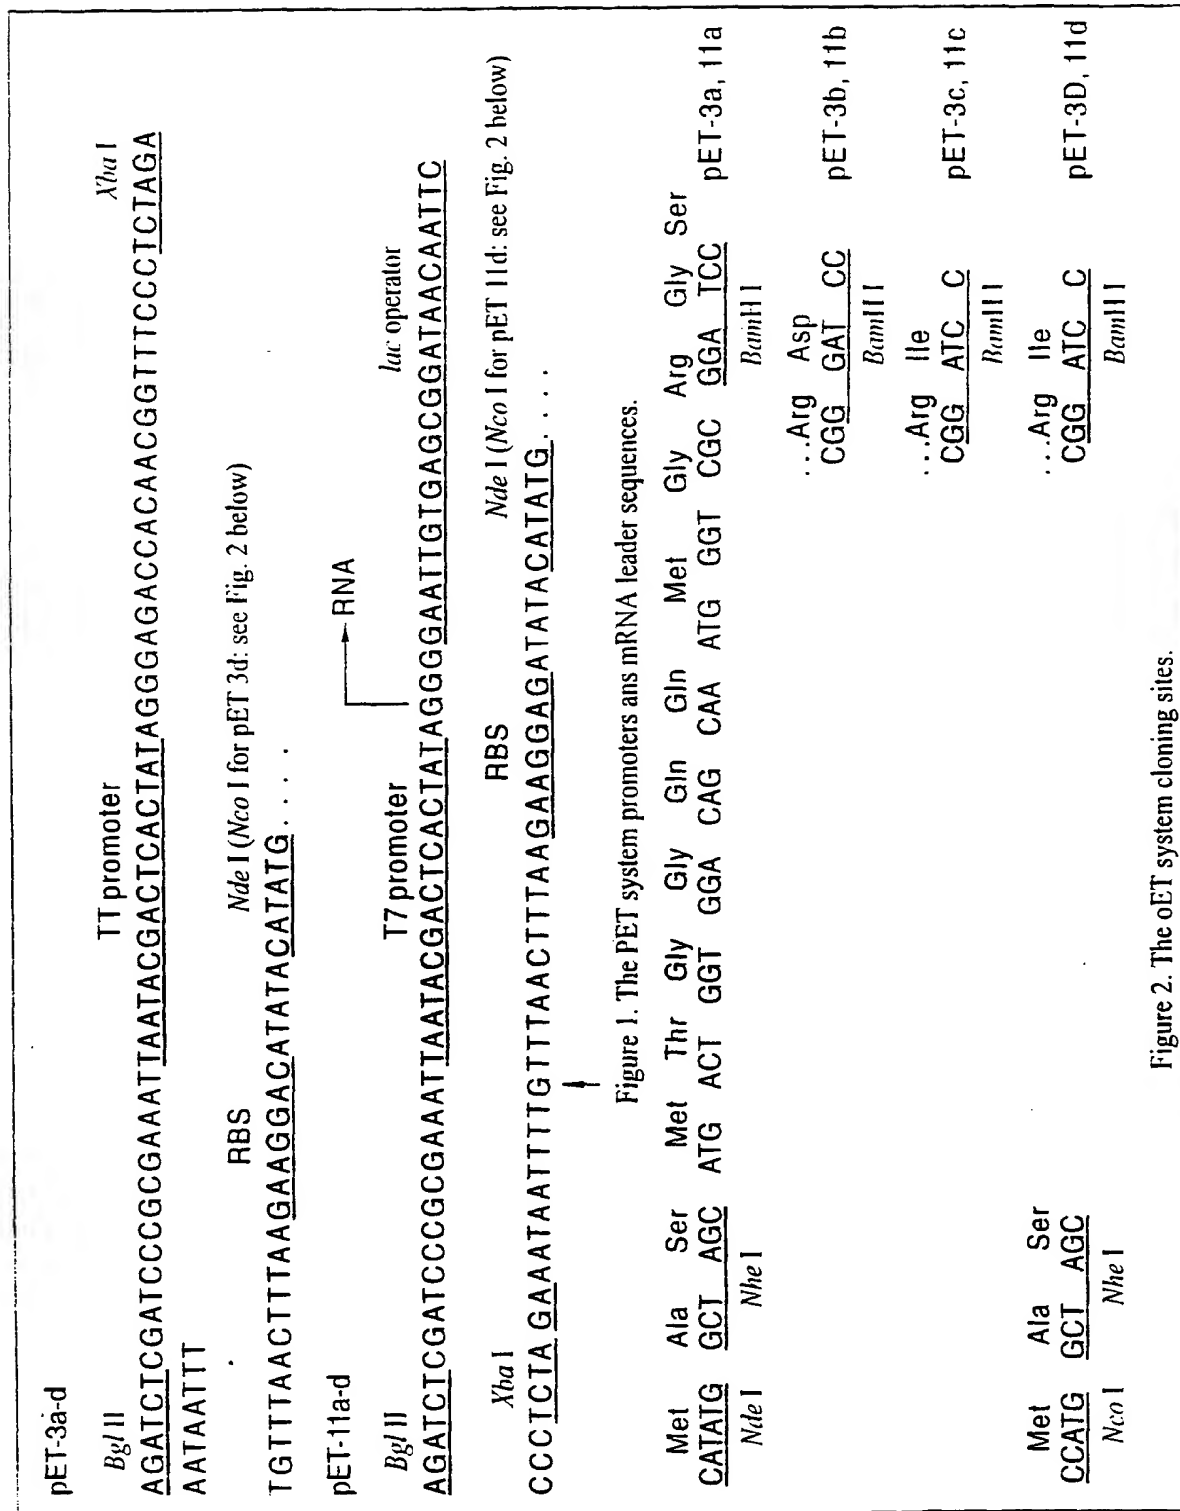 pET-3a-d
Bgl II TT promoter Xba I
AGATCTCGATCCCGCGAAATTAATACGACTCACTATAGGGAGACCACAACGGTTTCCCTCTAGA
AATAATTT
RBS Nde I (Nco I for pET 3d: see Fig. 2 below)
TGTTTAACTTTAAGAAGGACATATACATATG....
pET-11a-d RNA
Bgl II T7 promoter lac operator
AGATCTCGATCCCGCGAAATTAATACGACTCACTATAGGGGAATTGTGAGCGGATAACAATTC
Xba I RBS Nde I (Nco I for pET 11d: see Fig. 2 below)
CCCTCTA GAAATAATTTTGTTTAACTTTAAGAAGGAGATATACATATG....
Figure 1. The PET system promoters ans mRNA leader sequences.
Met Ala Ser Met Thr Gly Gly Gln Gln Met Gly Arg Gly Ser
CATATG GCT AGC ATG ACT GGT GGA CAG CAA ATG GGT CGC GGA TCC pET-3a, 11a
Nde I Nhe I BamH I
...Arg Asp
CGG GAT CC pET-3b, 11b
BamH I
...Arg Ile
CGG ATC C pET-3c, 11c
BamH I
Met Ala Ser ...Arg Ile
CCATG GCT AGC CGG ATC C pET-3D, 11d
Nco I Nhe I BamH I
Figure 2. The oET system cloning sites.